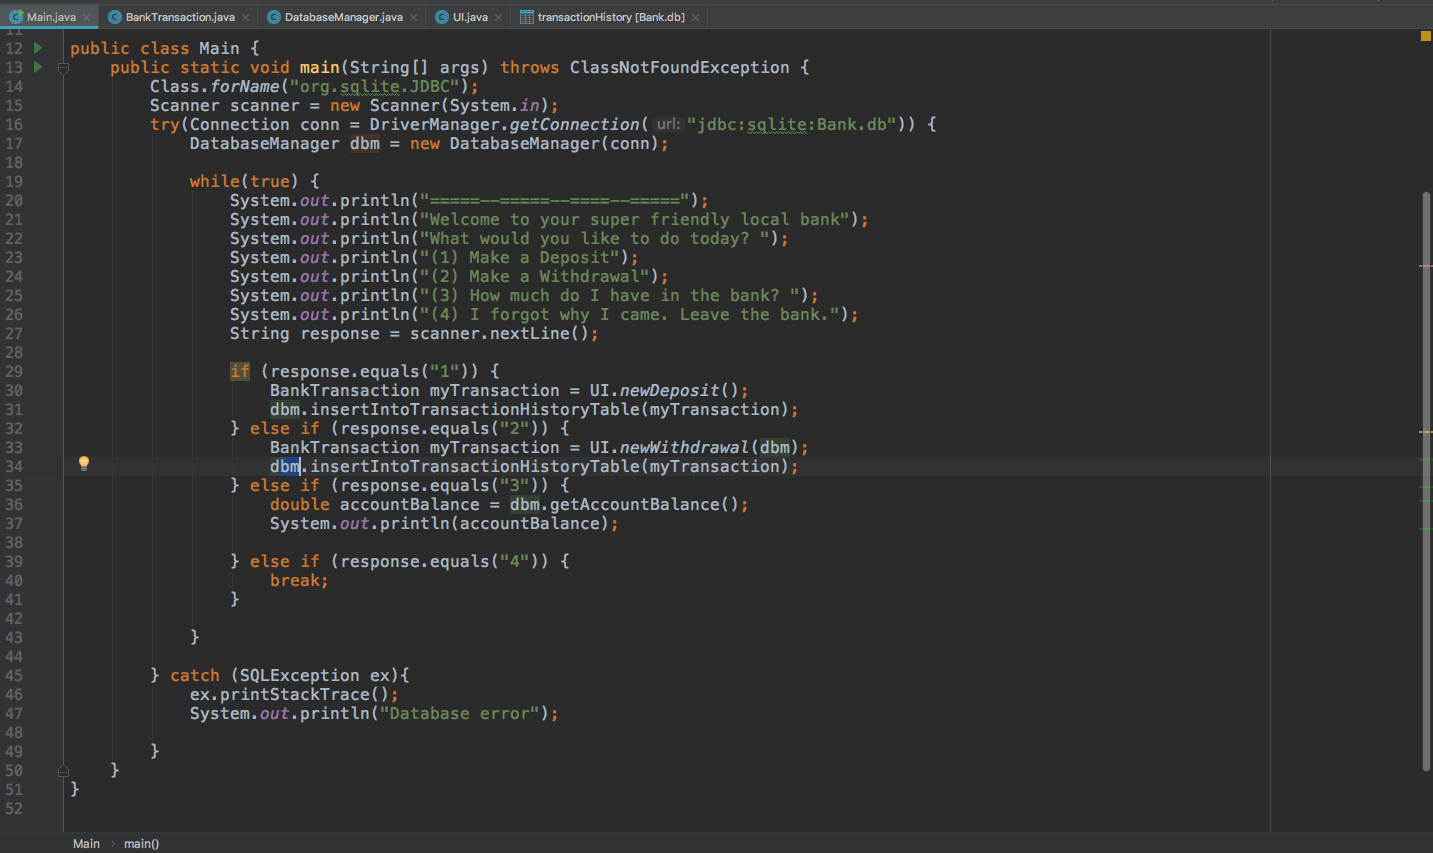 Main.java BankTransaction.java DatabaseManager.java UI.java transactionHistory [Bank.db]
11
12 public class Main {
13 public static void main(String[] args) throws ClassNotFoundException {
14 Class.forName("org.sqlite.JDBC");
15 Scanner scanner = new Scanner(System.in);
16 try(Connection conn = DriverManager.getConnection( url: "jdbc:sqlite:Bank.db")) {
17 DatabaseManager dbm = new DatabaseManager(conn);
18
19 while(true) {
20 System.out.println("=====--=====--====--=====");
21 System.out.println("Welcome to your super friendly local bank");
22 System.out.println("What would you like to do today? ");
23 System.out.println("(1) Make a Deposit");
24 System.out.println("(2) Make a Withdrawal");
25 System.out.println("(3) How much do I have in the bank? ");
26 System.out.println("(4) I forgot why I came. Leave the bank.");
27 String response = scanner.nextLine();
28
29 if (response.equals("1")) {
30 BankTransaction myTransaction = UI.newDeposit();
31 dbm.insertIntoTransactionHistoryTable(myTransaction);
32 } else if (response.equals("2")) {
33 BankTransaction myTransaction = UI.newWithdrawal(dbm);
34 dbm.insertIntoTransactionHistoryTable(myTransaction);
35 } else if (response.equals("3")) {
36 double accountBalance = dbm.getAccountBalance();
37 System.out.println(accountBalance);
38
39 } else if (response.equals("4")) {
40 break;
41 }
42
43 }
44
45 } catch (SQLException ex){
46 ex.printStackTrace();
47 System.out.println("Database error");
48
49 }
50 }
51 }
52
Main › main()